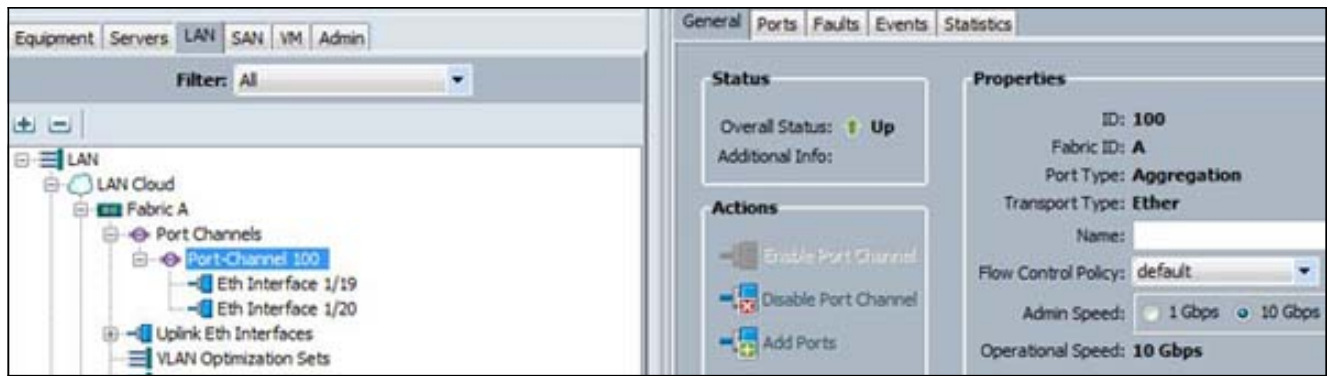 Equipment Servers LAN SAN VM Admin
Filter: All
LAN
LAN Cloud
Fabric A
Port Channels
Port-Channel 100
Eth Interface 1/19
Eth Interface 1/20
Uplink Eth Interfaces
VLAN Optimization Sets
General Ports Faults Events Statistics
Status
Overall Status: Up
Additional Info:
Actions
Enable Port Channel
Disable Port Channel
Add Ports
Properties
ID: 100
Fabric ID: A
Port Type: Aggregation
Transport Type: Ether
Name:
Flow Control Policy: default
Admin Speed: 1 Gbps 10 Gbps
Operational Speed: 10 Gbps